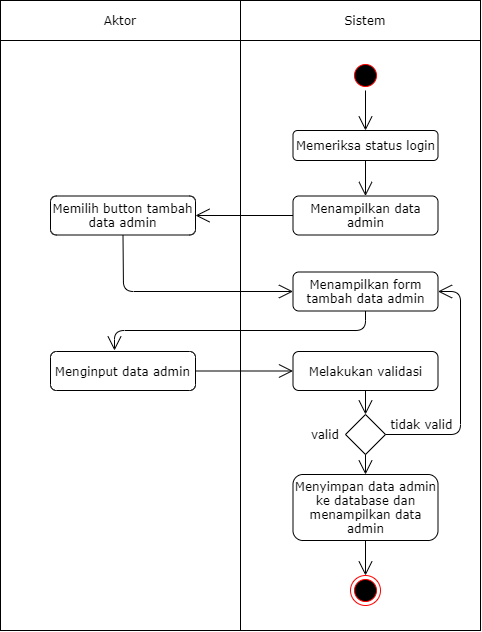 Aktor
Sistem
Memeriksa status login
Memilih button tambah
data admin
Menampilkan data
admin
Menampilkan form
tambah data admin
Menginput data admin
Melakukan validasi
valid
tidak valid
Menyimpan data admin
ke database dan
menampilkan data
admin